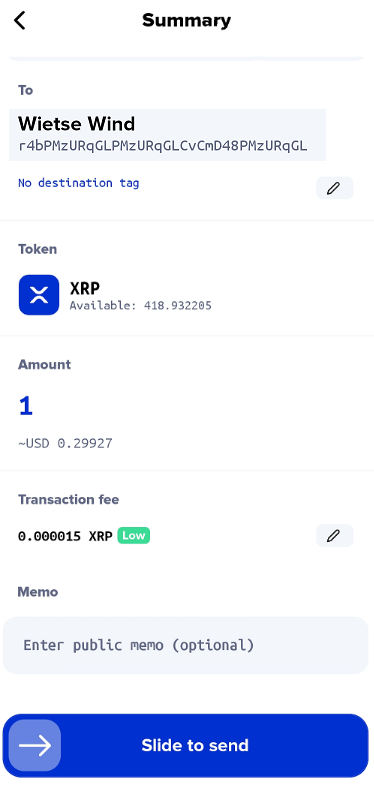 Summary
To
Wietse Wind
r4bPMzURqGLPMzURqGLCvCmD48PMzURqGL
No destination tag
Token
XRP
Available: 418.932205
Amount
1
~USD 0.29927
Transaction fee
0.000015 XRP Low
Memo
Enter public memo (optional)
Slide to send